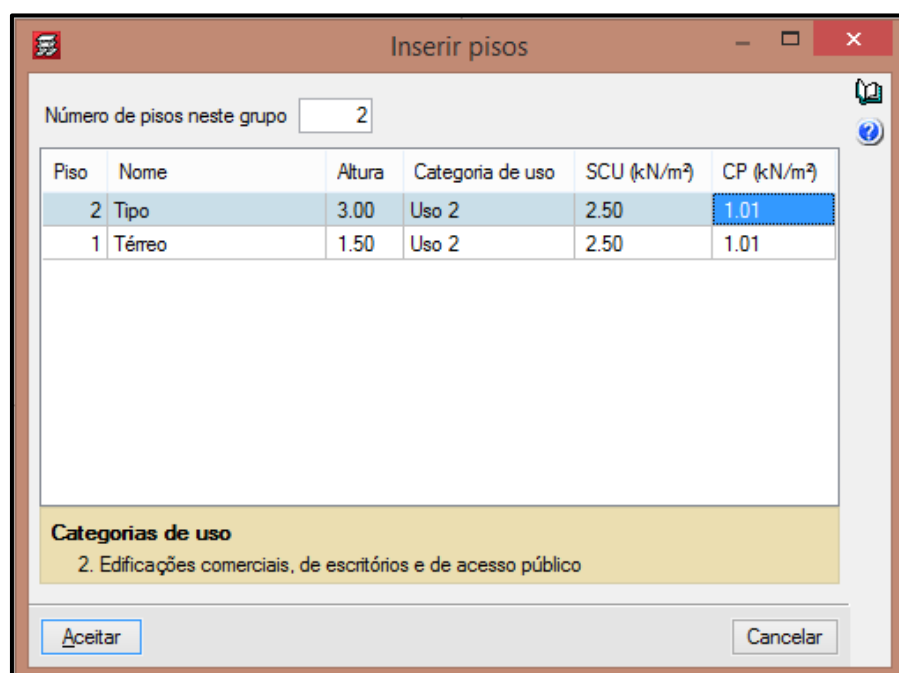 Inserir pisos
Número de pisos neste grupo 2
Piso Nome Altura Categoria de uso SCU (kN/m²) CP (kN/m²)
2 Tipo 3.00 Uso 2 2.50 1.01
1 Térreo 1.50 Uso 2 2.50 1.01
Categorias de uso
2. Edificações comerciais, de escritórios e de acesso público
Aceitar Cancelar